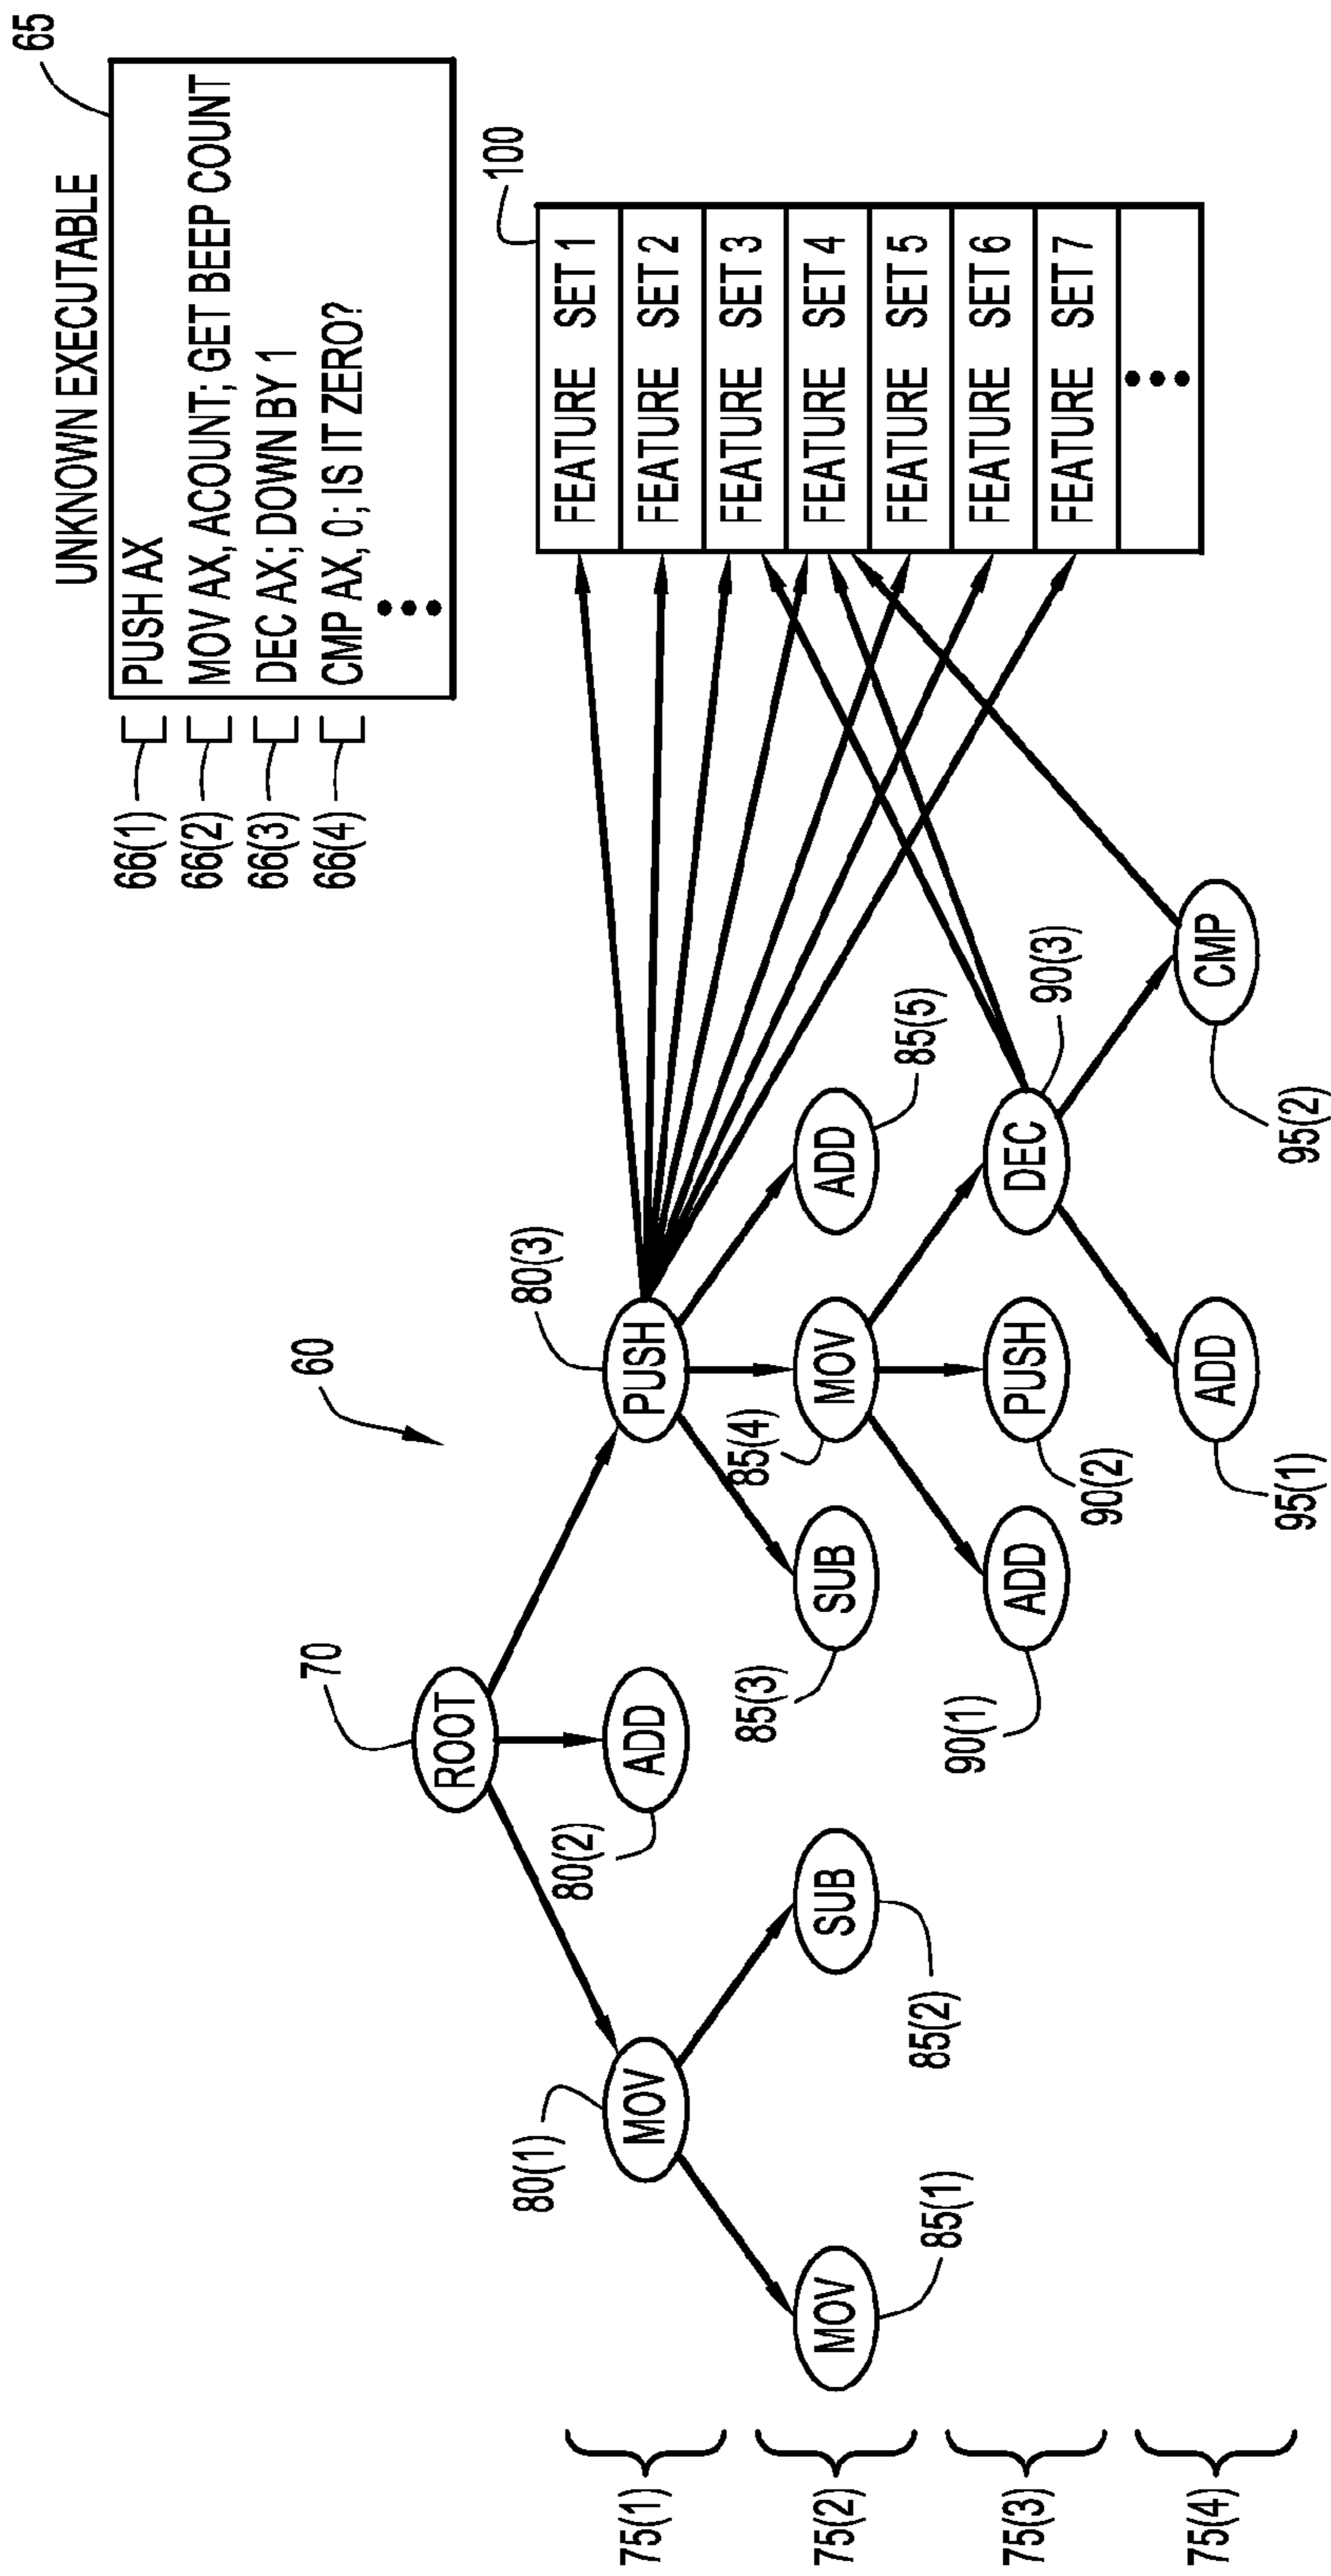 UNKNOWN EXECUTABLE
65
66(1)
PUSH AX
66(2)
MOV AX, ACOUNT; GET BEEP COUNT
66(3)
DEC AX; DOWN BY 1
66(4)
CMP AX, 0; IS IT ZERO?
60
70
ROOT
100
75(1)
80(1)
MOV
80(2)
ADD
80(3)
PUSH
75(2)
MOV
85(1)
SUB
85(2)
85(3)
SUB
85(4)
MOV
ADD
85(5)
75(3)
90(1)
ADD
90(2)
PUSH
DEC
90(3)
75(4)
95(1)
ADD
95(2)
CMP
FEATURE SET 1
FEATURE SET 2
FEATURE SET 3
FEATURE SET 4
FEATURE SET 5
FEATURE SET 6
FEATURE SET 7